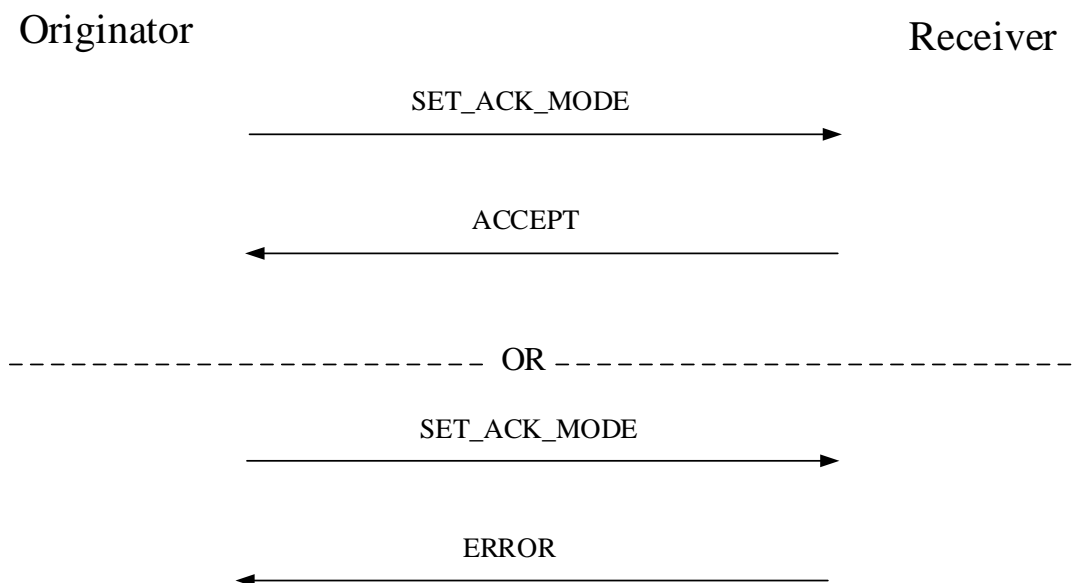 Originator
Receiver
SET_ACK_MODE
ACCEPT
OR
SET_ACK_MODE
ERROR